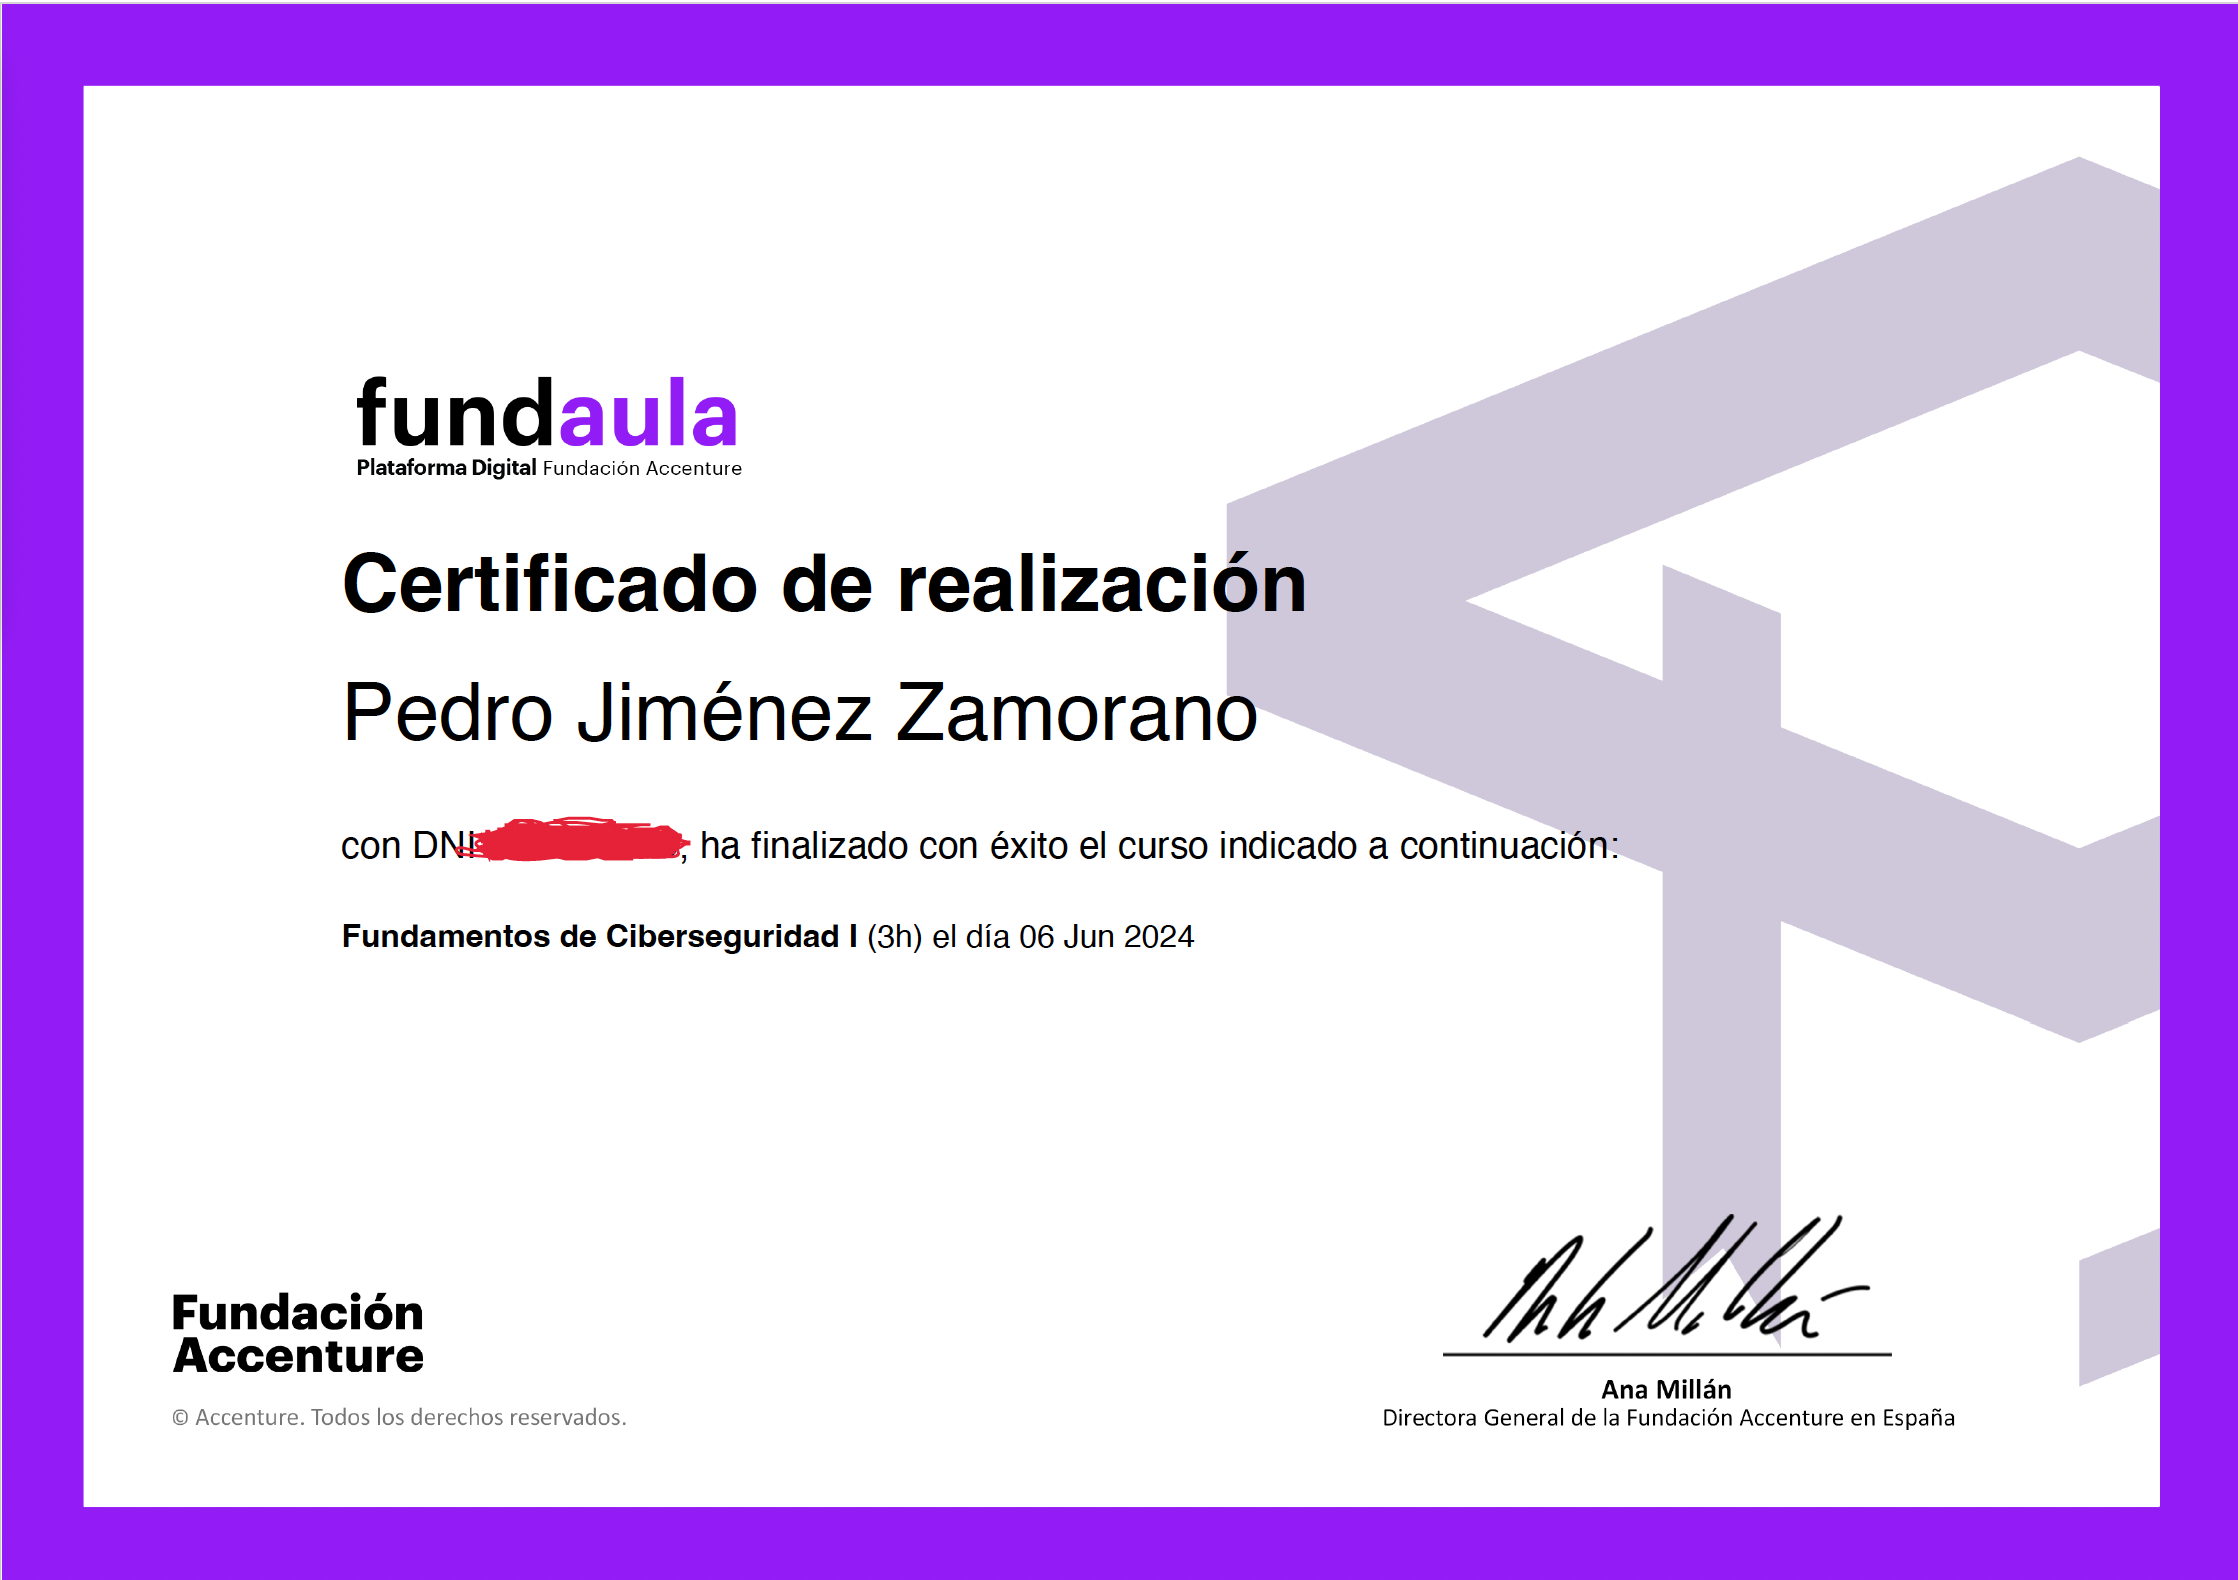 fundaula
Plataforma Digital Fundación Accenture
Certificado de realización
Pedro Jiménez Zamorano
con DNI , ha finalizado con éxito el curso indicado a continuación:
Fundamentos de Ciberseguridad I (3h) el día 06 Jun 2024
Fundación
Accenture
© Accenture. Todos los derechos reservados.
Ana Millán
Ana Millán
Directora General de la Fundación Accenture en España